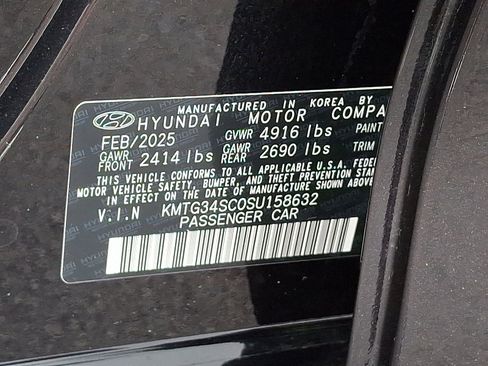 MANUFACTURED IN KOREA BY
HYUNDAI MOTOR COMPA
FEB/2025 GVWR 4916 lbs PAINT
GAWR FRONT 2414 lbs GAWR REAR 2690 lbs TRIM
THIS VEHICLE CONFORMS TO ALL APPLICABLE U.S.A. FEDE
MOTOR VEHICLE SAFETY, BUMPER, AND THEFT PREVENTION
IN EFFECT ON THE DATE OF MANUFACTURE SHOWN ABOVE.
V.I.N KMTG34SC0SU158632
PASSENGER CAR